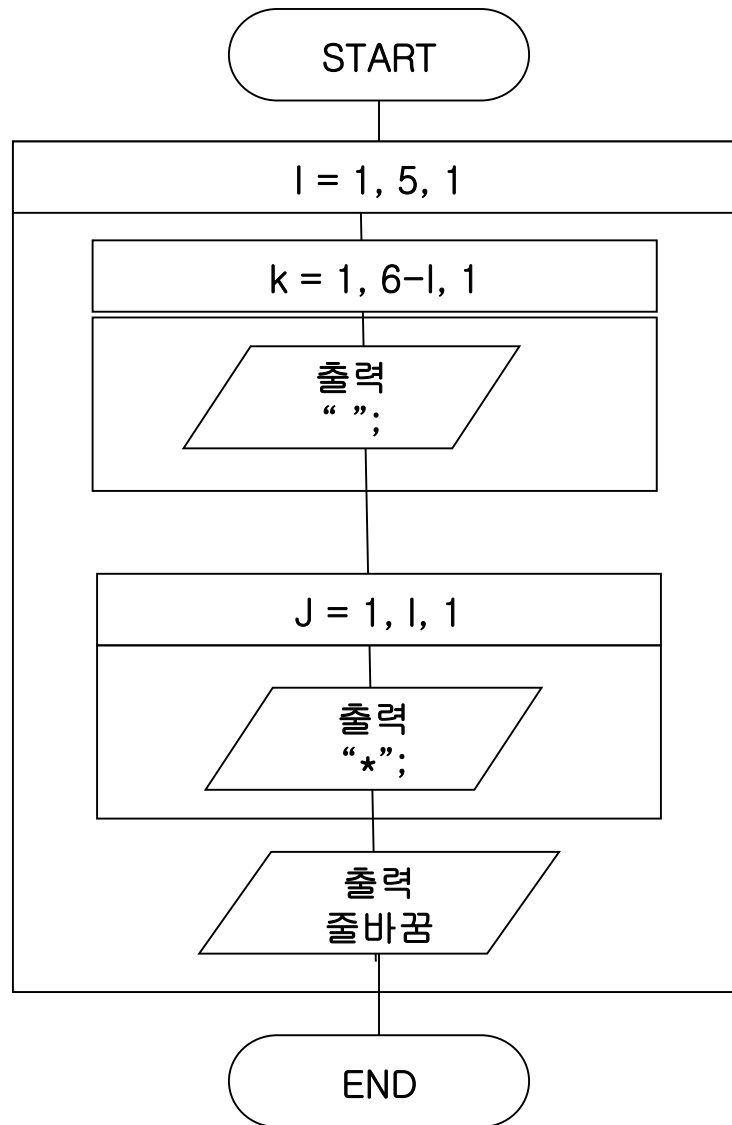 START
I = 1, 5, 1
k = 1, 6-I, 1
출력
“ ”;
J = 1, I, 1
출력
“*”;
출력
줄바꿈
END